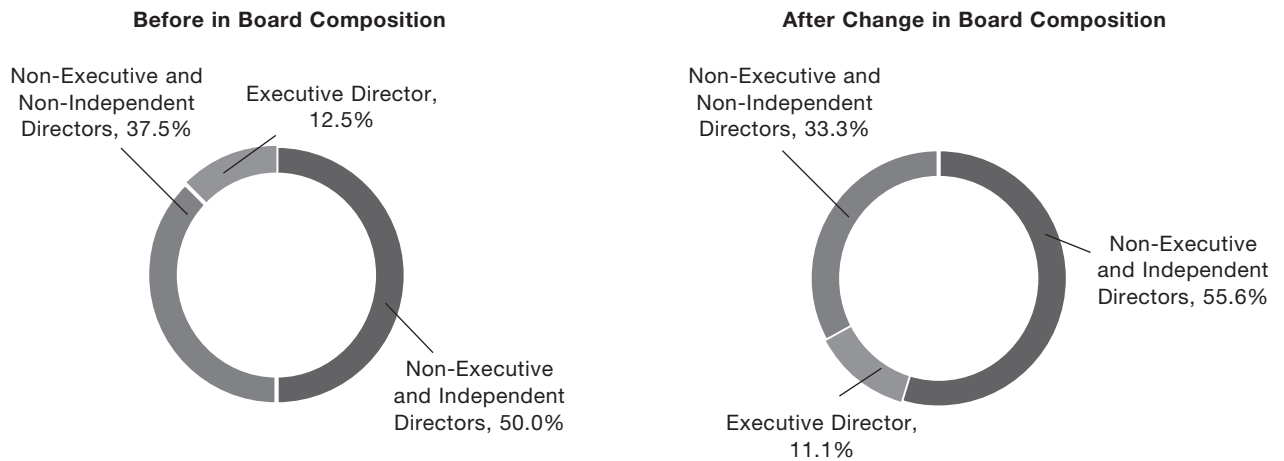 Before in Board Composition
Non-Executive and
Non-Independent
Directors, 37.5%
Executive Director,
12.5%
Non-Executive
and Independent
Directors, 50.0%
After Change in Board Composition
Non-Executive and
Non-Independent
Directors, 33.3%
Non-Executive
and Independent
Directors, 55.6%
Executive Director,
11.1%